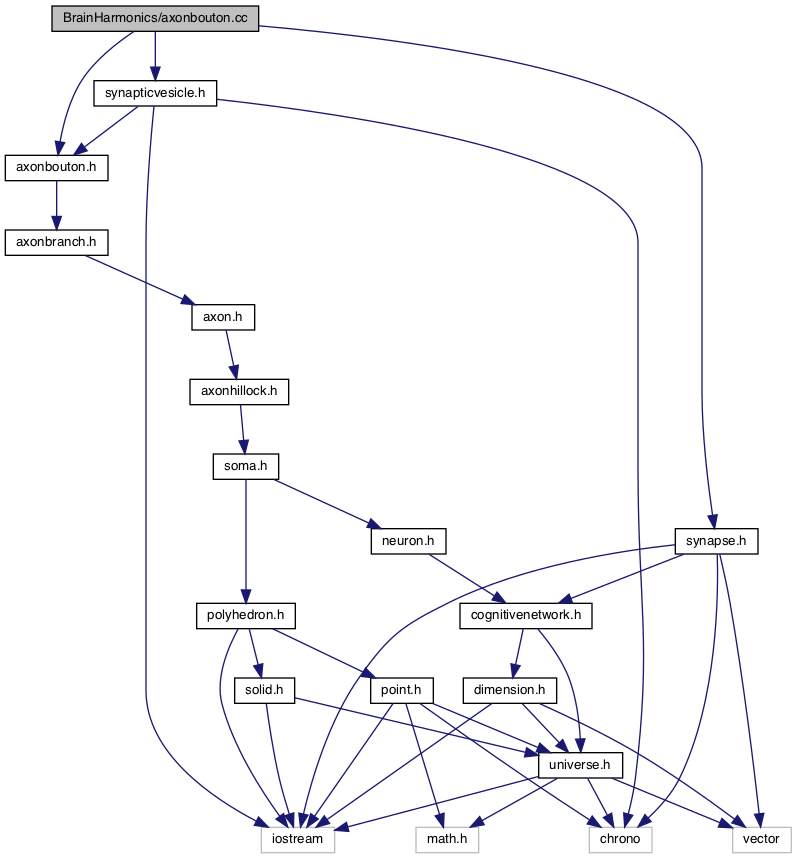 BrainHarmonics/axonbouton.cc
synapticvesicle.h
axonbouton.h
axonbranch.h
axon.h
axonhillock.h
soma.h
neuron.h
synapse.h
polyhedron.h
cognitivenetwork.h
solid.h
point.h
dimension.h
universe.h
iostream
math.h
chrono
vector